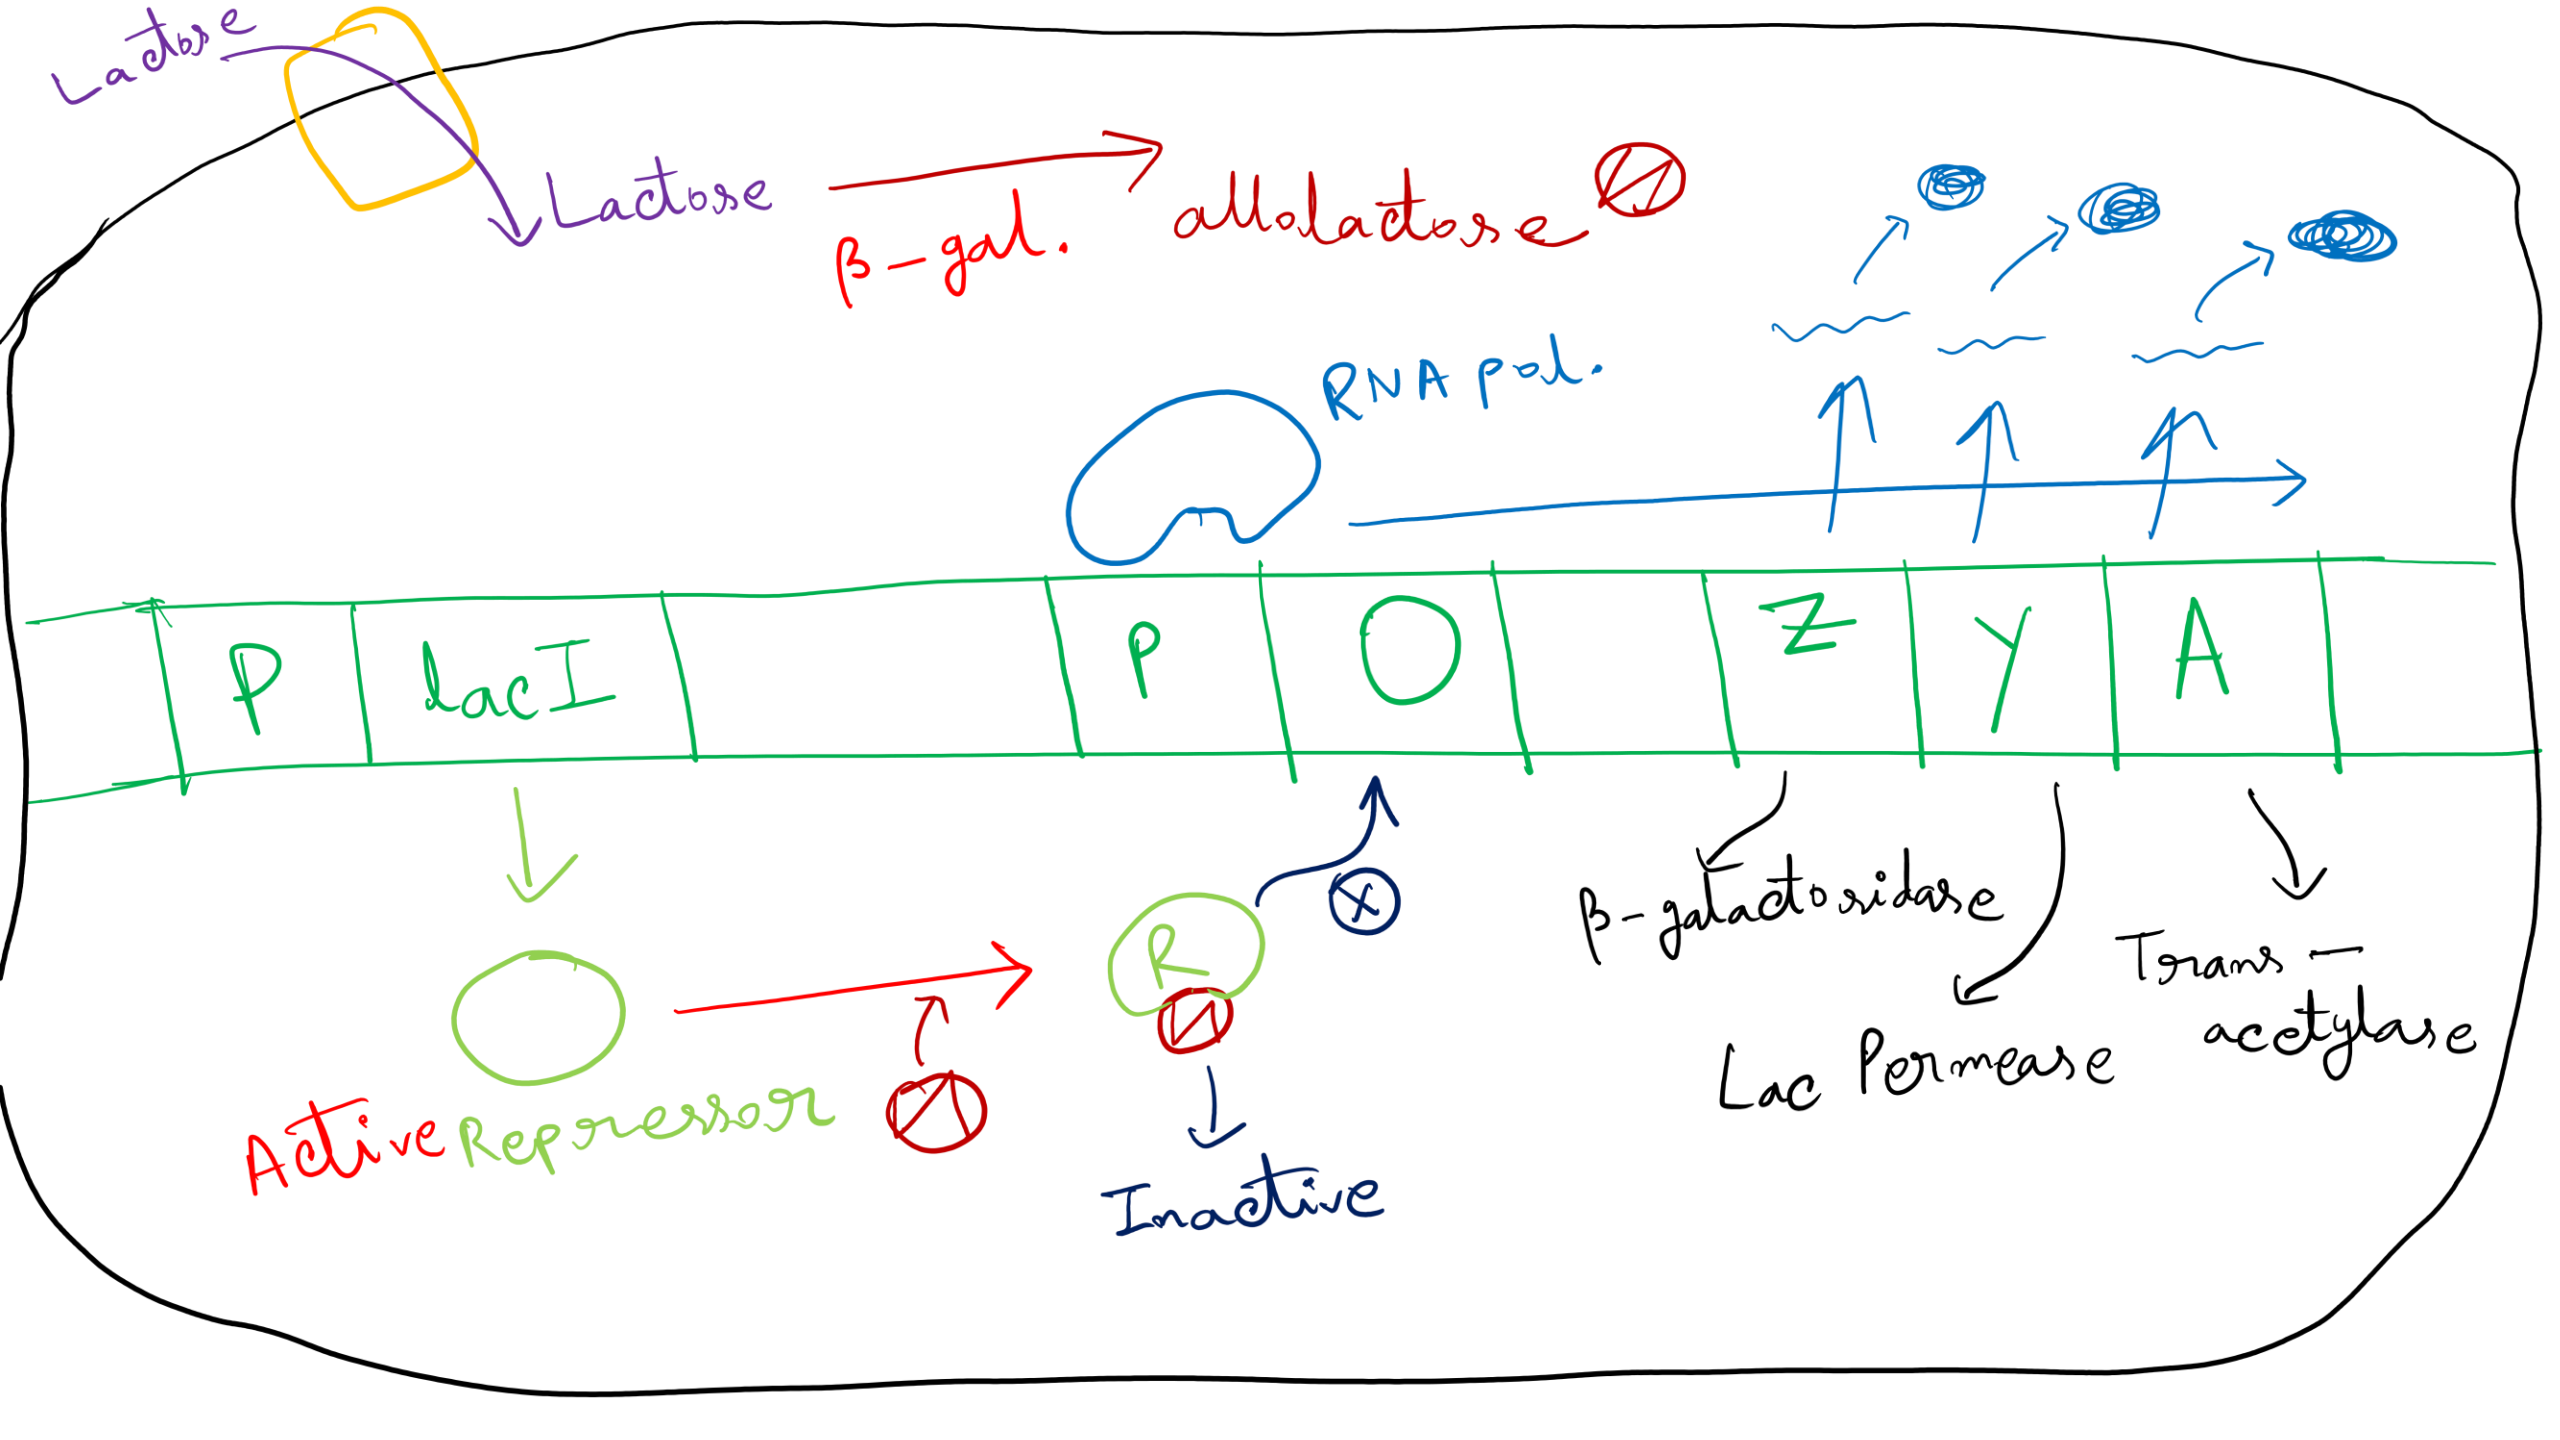 Lactose
Lactose
β-gal.
allolactose
RNA pol.
P
lacI
P
O
Z
Y
A
β-galactosidase
Lac Permease
Trans-
acetylase
R
Active Repressor
Inactive